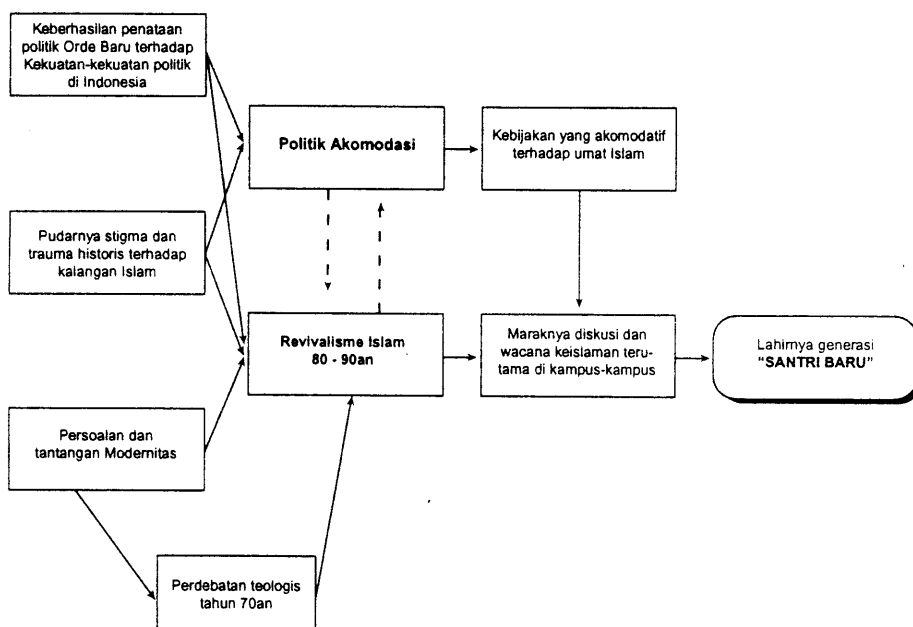 Keberhasilan penataan
politik Orde Baru terhadap
Kekuatan-kekuatan politik
di Indonesia
Politik Akomodasi
Kebijakan yang akomodatif
terhadap umat Islam
Pudarnya stigma dan
trauma historis terhadap
kalangan Islam
Revivalisme Islam
80 - 90an
Maraknya diskusi dan
wacana keislaman teru-
tama di kampus-kampus
Lahirnya generasi
“SANTRI BARU”
Persoalan dan
tantangan Modernitas
Perdebatan teologis
tahun 70an